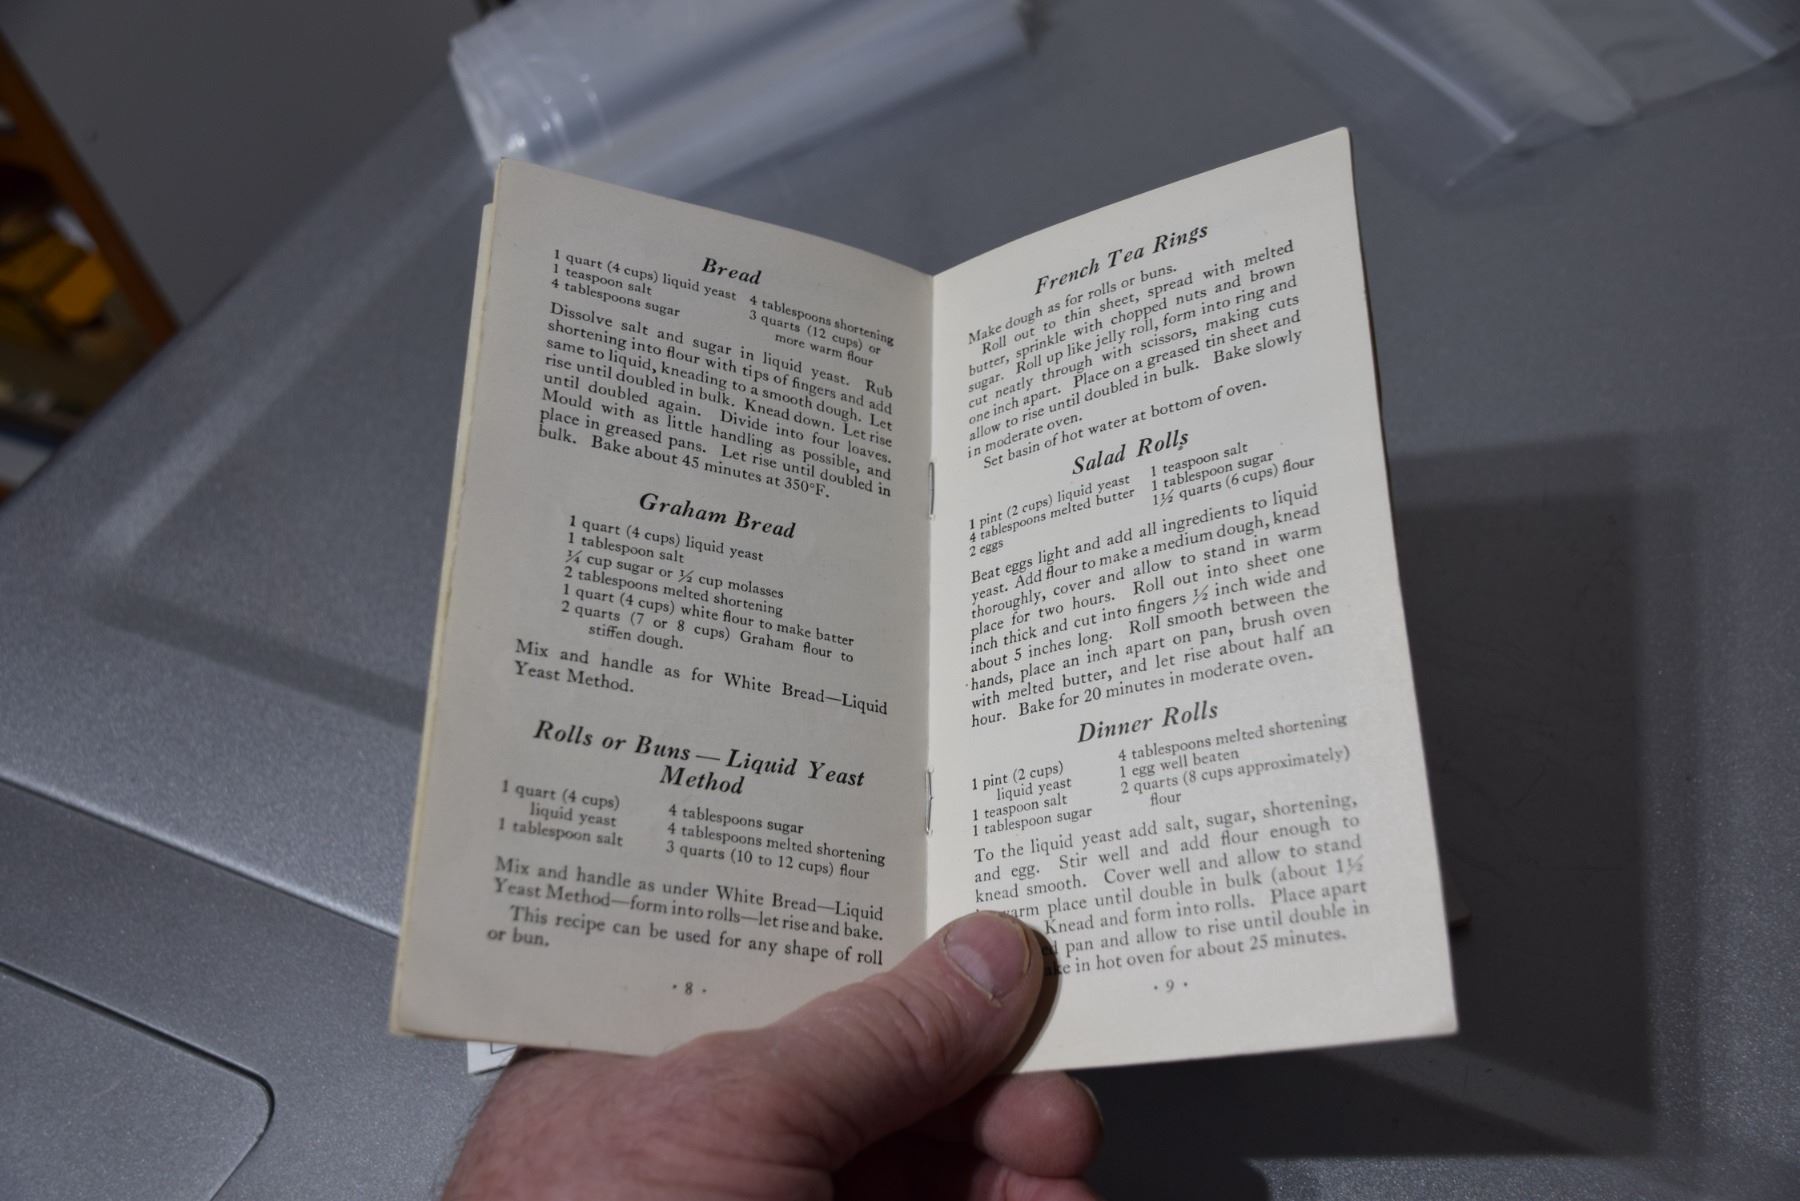 Bread
1 quart (4 cups) liquid yeast
1 teaspoon salt
4 tablespoons sugar
4 tablespoons shortening
3 quarts (12 cups) or
more warm flour
Dissolve salt and sugar in liquid yeast. Rub
shortening into flour with tips of fingers and add
same to liquid, kneading to a smooth dough. Let
rise until doubled in bulk. Knead down. Let rise
until doubled again. Divide into four loaves.
Mould with as little handling as possible, and
place in greased pans. Let rise until doubled in
bulk. Bake about 45 minutes at 350°F.
Graham Bread
1 quart (4 cups) liquid yeast
1 tablespoon salt
¼ cup sugar or ½ cup molasses
2 tablespoons melted shortening
1 quart (4 cups) white flour to make batter
2 quarts (7 or 8 cups) Graham flour to
stiffen dough.
Mix and handle as for White Bread—Liquid
Yeast Method.
Rolls or Buns — Liquid Yeast
Method
1 quart (4 cups)
liquid yeast
1 tablespoon salt
4 tablespoons sugar
4 tablespoons melted shortening
3 quarts (10 to 12 cups) flour
Mix and handle as under White Bread—Liquid
Yeast Method—form into rolls—let rise and bake.
This recipe can be used for any shape of roll
or bun.
· 8 ·
French Tea Rings
Make dough as for rolls or buns.
Roll out to thin sheet, spread with melted
butter, sprinkle with chopped nuts and brown
sugar. Roll up like jelly roll, form into ring and
cut neatly through with scissors, making cuts
one inch apart. Place on a greased tin sheet and
allow to rise until doubled in bulk. Bake slowly
in moderate oven.
Set basin of hot water at bottom of oven.
Salad Rolls
1 pint (2 cups) liquid yeast
4 tablespoons melted butter
2 eggs
1 teaspoon salt
1 tablespoon sugar
1½ quarts (6 cups) flour
Beat eggs light and add all ingredients to liquid
yeast. Add flour to make a medium dough, knead
thoroughly, cover and allow to stand in warm
place for two hours. Roll out into sheet one
inch thick and cut into fingers ½ inch wide and
about 5 inches long. Roll smooth between the
hands, place an inch apart on pan, brush oven
with melted butter, and let rise about half an
hour. Bake for 20 minutes in moderate oven.
Dinner Rolls
1 pint (2 cups)
liquid yeast
1 teaspoon salt
1 tablespoon sugar
4 tablespoons melted shortening
1 egg well beaten
2 quarts (8 cups approximately)
flour
To the liquid yeast add salt, sugar, shortening,
and egg. Stir well and add flour enough to
knead smooth. Cover well and allow to stand
warm place until double in bulk (about 1½
Knead and form into rolls. Place apart
pan and allow to rise until double in
in hot oven for about 25 minutes.
· 9 ·